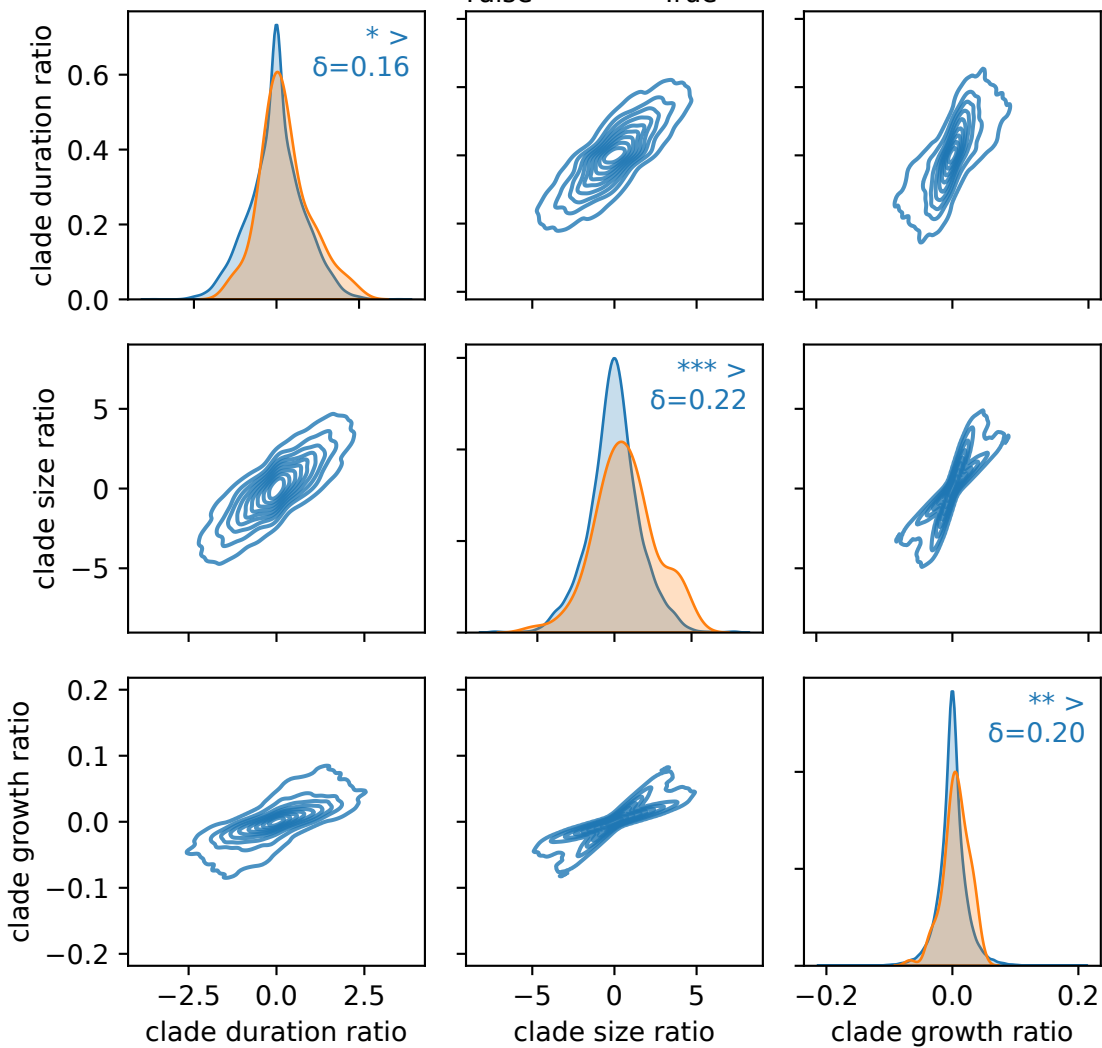 clade duration ratio
0.6
0.4
0.2
0.0
* >
δ=0.16
clade size ratio
5
0
−5
*** >
δ=0.22
clade growth ratio
0.2
0.1
0.0
−0.1
−0.2
** >
δ=0.20
−2.5 0.0 2.5
−5 0 5
−0.2 0.0 0.2
clade duration ratio
clade size ratio
clade growth ratio